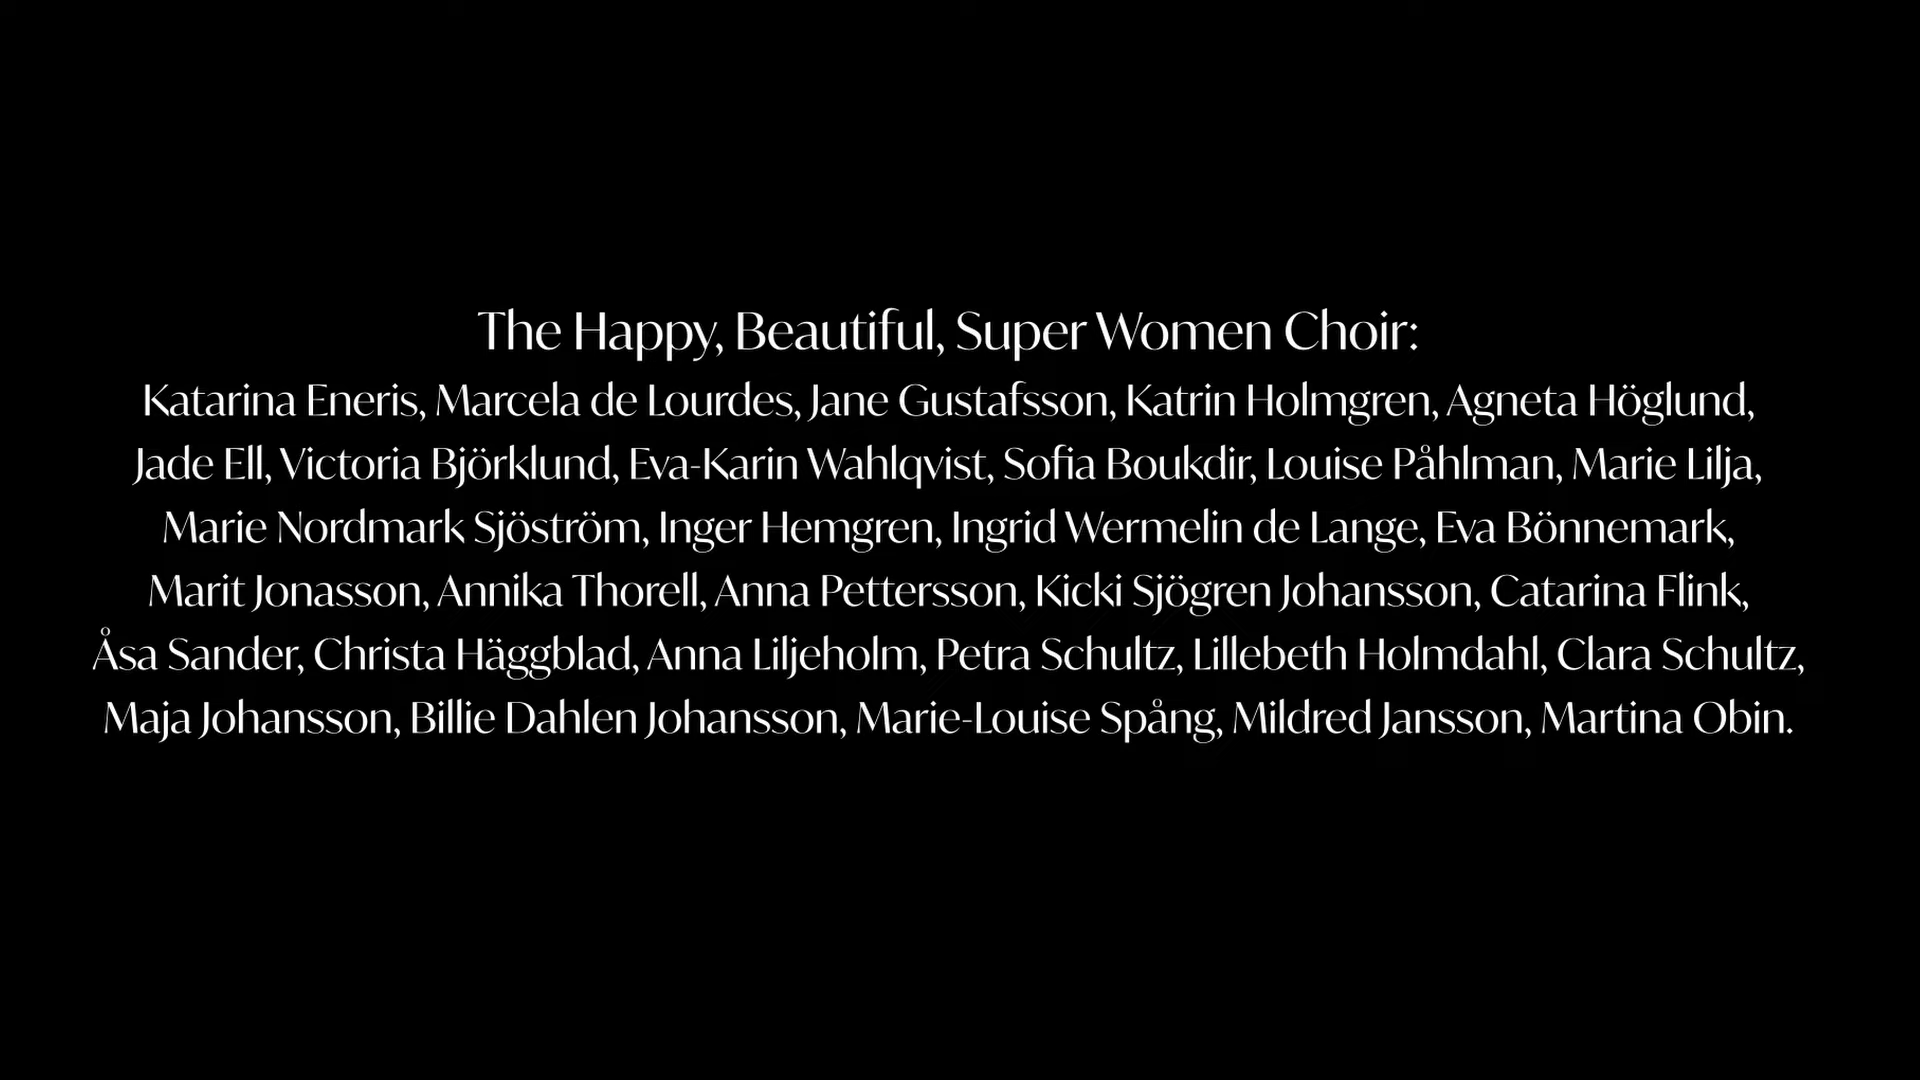 The Happy, Beautiful, Super Women Choir:
Katarina Eneris, Marcela de Lourdes, Jane Gustafsson, Katrin Holmgren, Agneta Höglund,
Jade Ell, Victoria Björklund, Eva-Karin Wahlqvist, Sofia Boukdir, Louise Påhlman, Marie Lilja,
Marie Nordmark Sjöström, Inger Hemgren, Ingrid Wermelin de Lange, Eva Bönnemark,
Marit Jonasson, Annika Thorell, Anna Pettersson, Kicki Sjögren Johansson, Catarina Flink,
Åsa Sander, Christa Häggblad, Anna Liljeholm, Petra Schultz, Lillebeth Holmdahl, Clara Schultz,
Maja Johansson, Billie Dahlen Johansson, Marie-Louise Spång, Mildred Jansson, Martina Obin.